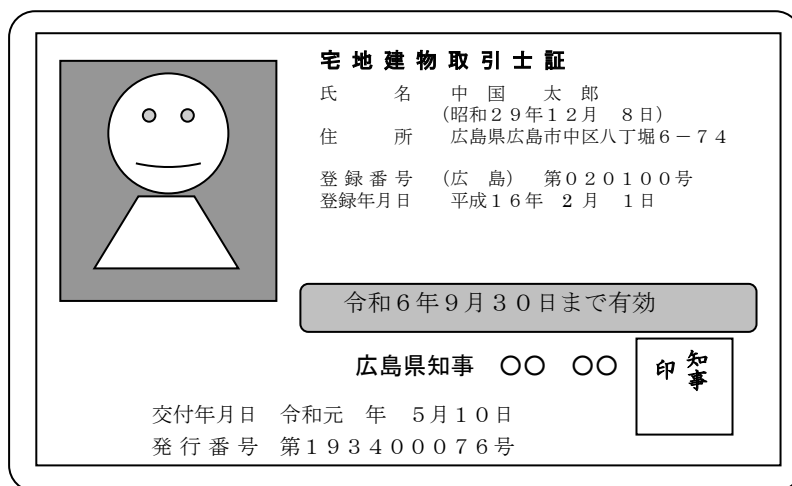 宅地建物取引士証
氏　　名　中　国　太　郎
(昭和２９年１２月　８日)
住　　所　広島県広島市中区八丁堀６－７４
登録番号　(広　島)　第０２０１００号
登録年月日　平成１６年　２月　１日
令和６年９月３０日まで有効
広島県知事　○○　○○
知事印
交付年月日　令和元　年　５月１０日
発行番号　第１９３４０００７６号